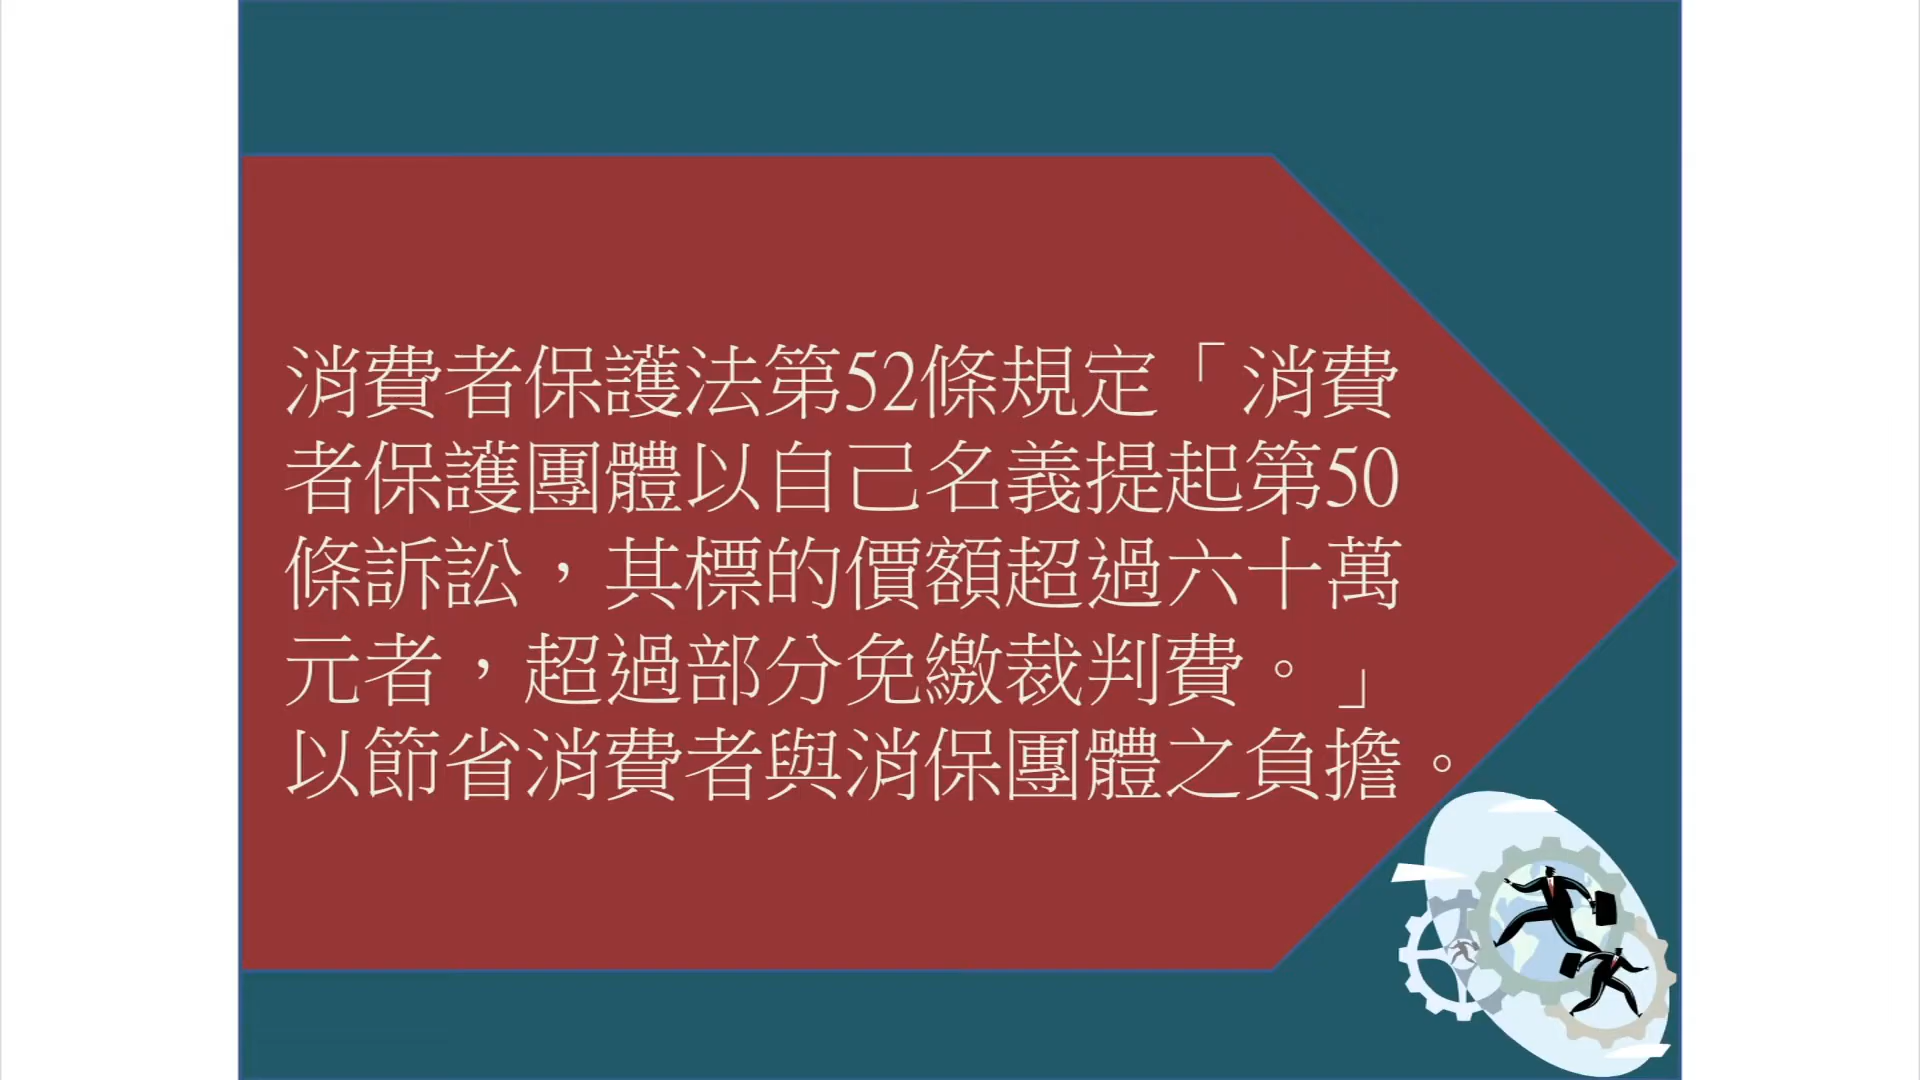 消費者保護法第52條規定「消費
者保護團體以自己名義提起第50
條訴訟，其標的價額超過六十萬
元者，超過部分免繳裁判費。」
以節省消費者與消保團體之負擔。